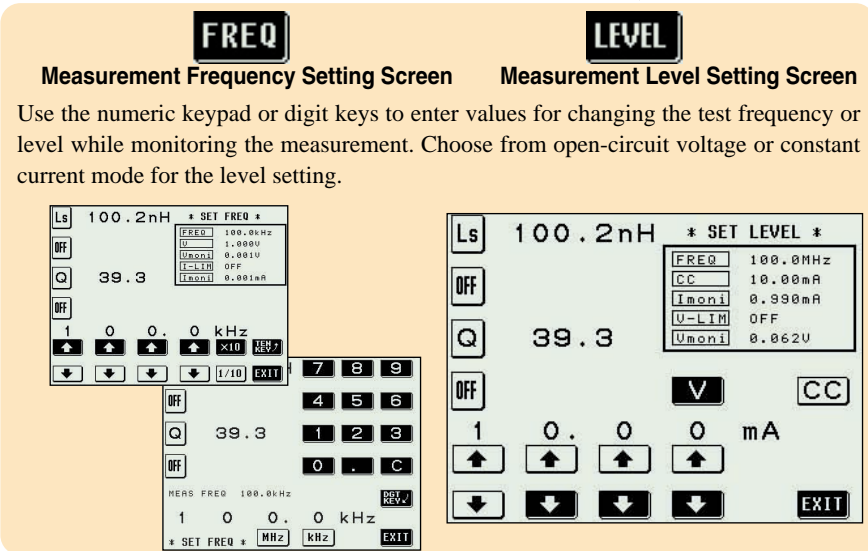 FREQ
Measurement Frequency Setting Screen
LEVEL
Measurement Level Setting Screen
Use the numeric keypad or digit keys to enter values for changing the test frequency or
level while monitoring the measurement. Choose from open-circuit voltage or constant
current mode for the level setting.
Ls 100.2nH * SET FREQ *
FREQ 100.0kHz
V 1.000V
OFF Vmoni 0.001V
I-LIM OFF
Q 39.3 Imoni 0.001mA
OFF
1 0 0. 0 kHz
×10 TEN KEY
1/10 EXIT
7 8 9
OFF 4 5 6
Q 39.3 1 2 3
OFF 0 . C
MEAS FREQ 100.0kHz DGT KEY
1 0 0. 0 kHz
* SET FREQ * MHz kHz EXIT
Ls 100.2nH * SET LEVEL *
FREQ 100.0MHz
OFF CC 10.00mA
Imoni 0.990mA
V-LIM OFF
Q 39.3 Vmoni 0.062V
OFF V CC
1 0. 0 0 mA
EXIT